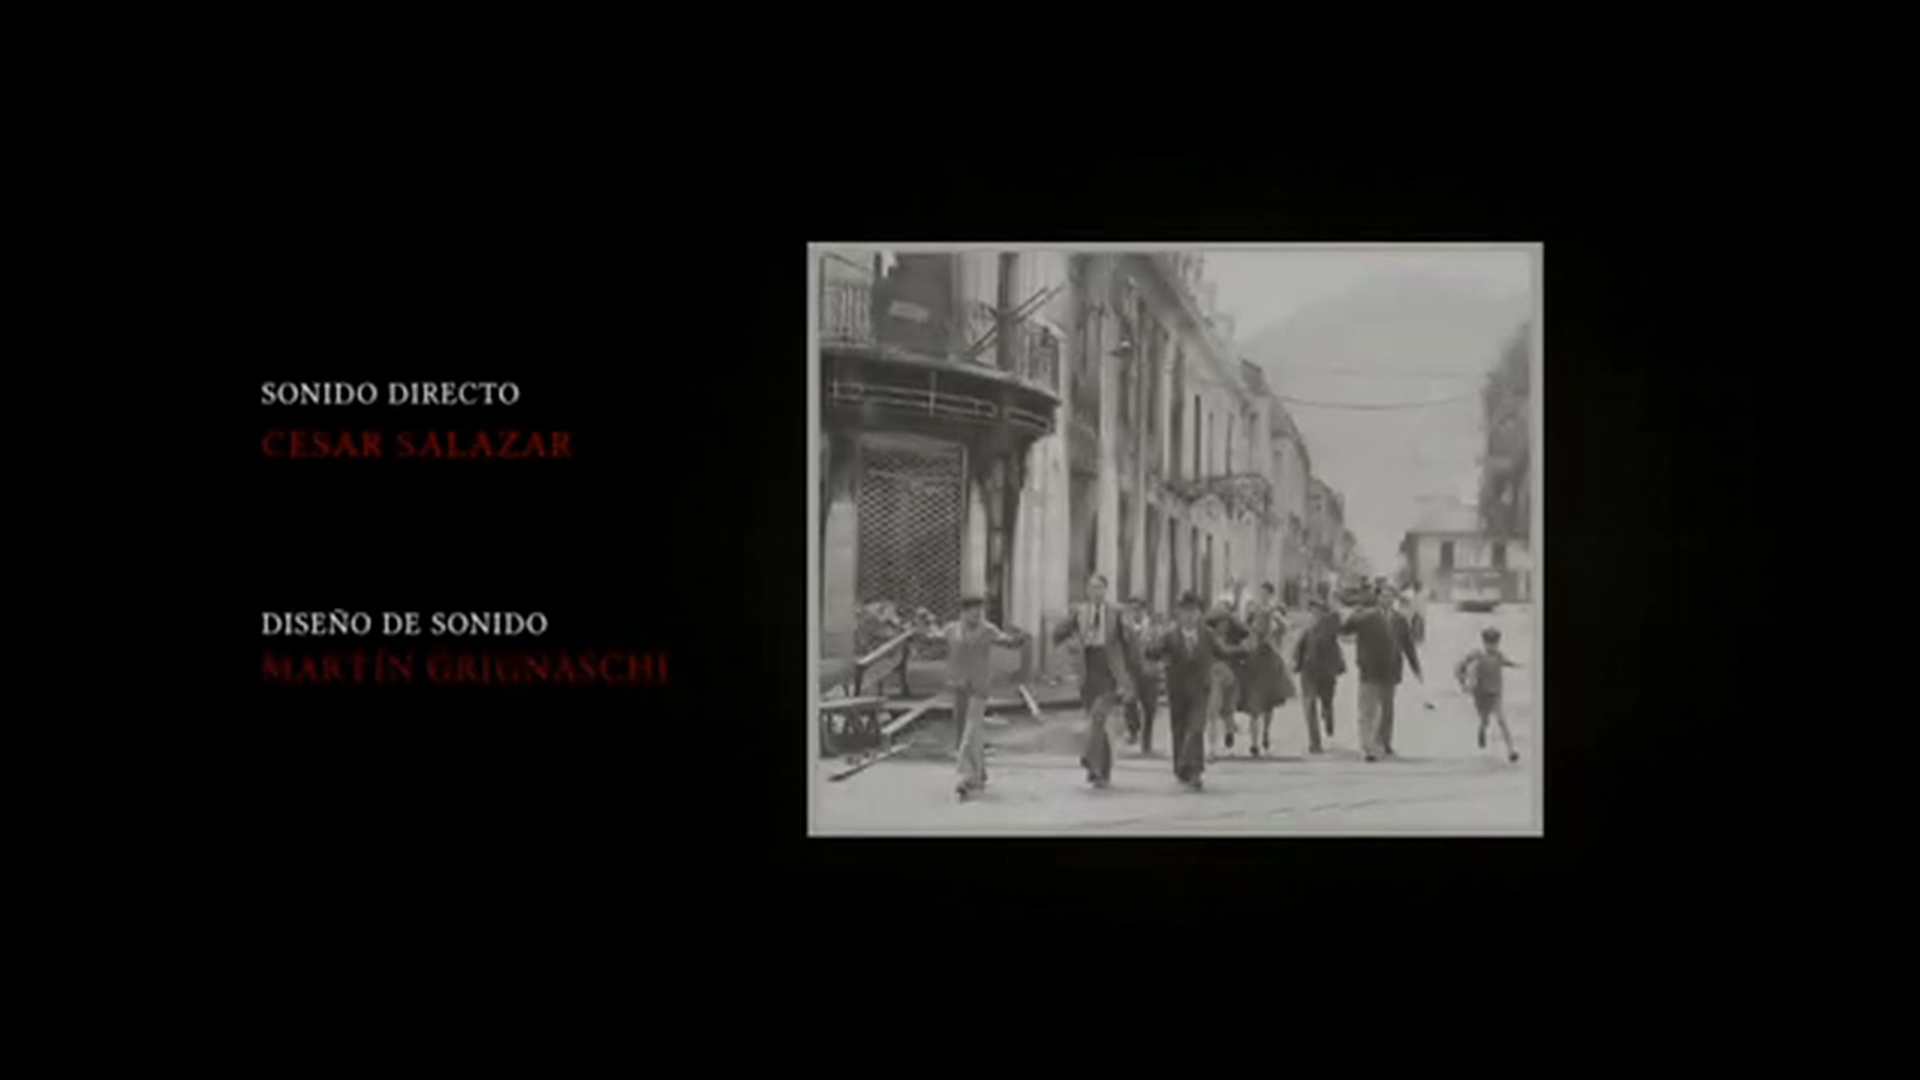 SONIDO DIRECTO
CESAR SALAZAR
DISEÑO DE SONIDO
MARTÍN GRIGNASCHI